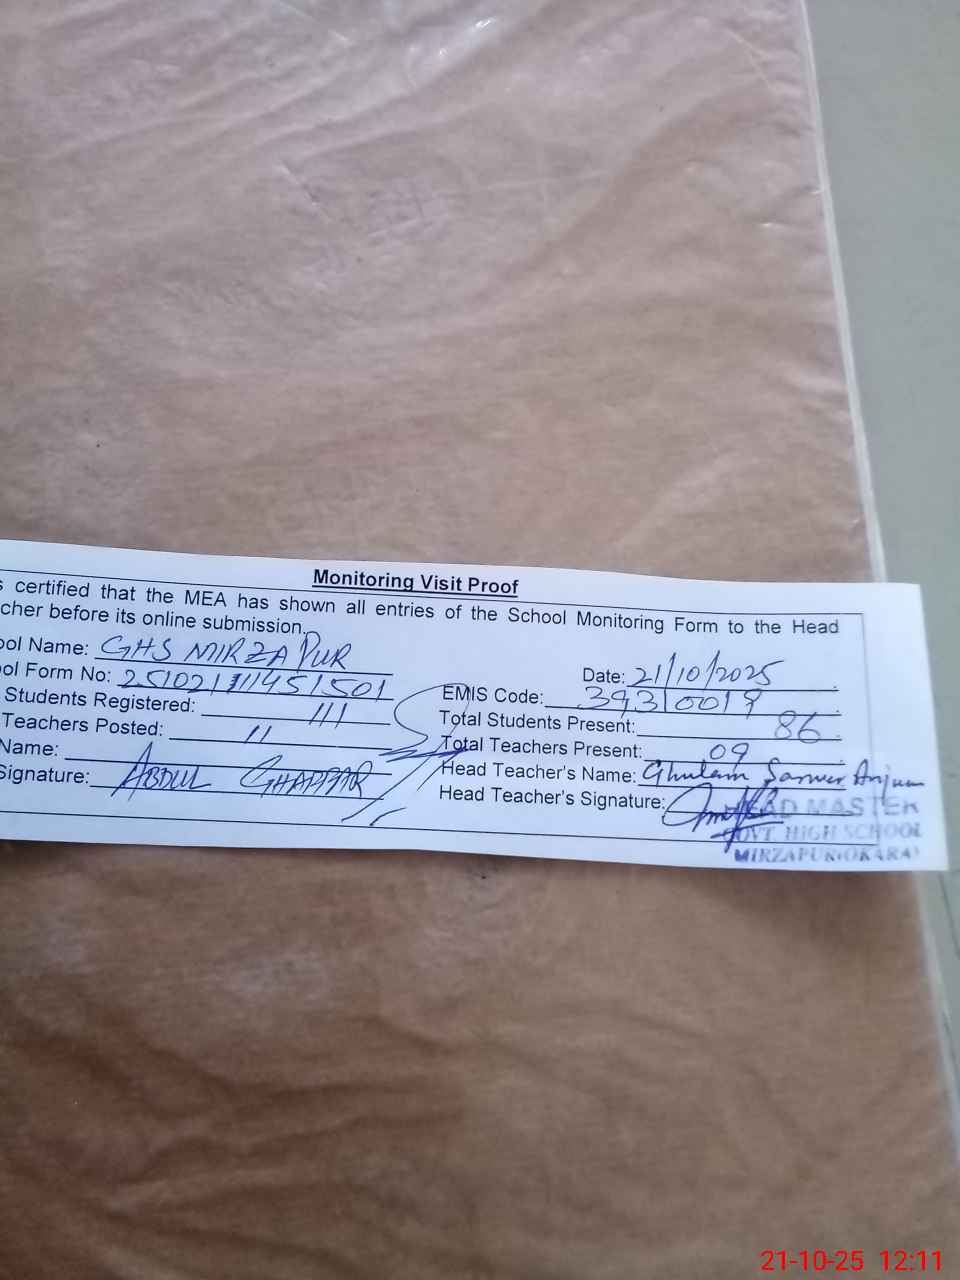 Monitoring Visit Proof
s certified that the MEA has shown all entries of the School Monitoring Form to the Head
cher before its online submission.
ool Name: GHS MIRZA PUR
Date: 21/10/2025
ool Form No:
EMIS Code: 39310019
Students Registered: 111
Total Students Present: 86
Teachers Posted: 11
Total Teachers Present: 09
Name: ABDUL GHAFFAR
Head Teacher's Name: Ghulam Sarwer Anjum
Signature:
Head Teacher's Signature:
HEAD MASTER
GOVT. HIGH SCHOOL
MIRZAPUR (OKARA)
21-10-25 12:11